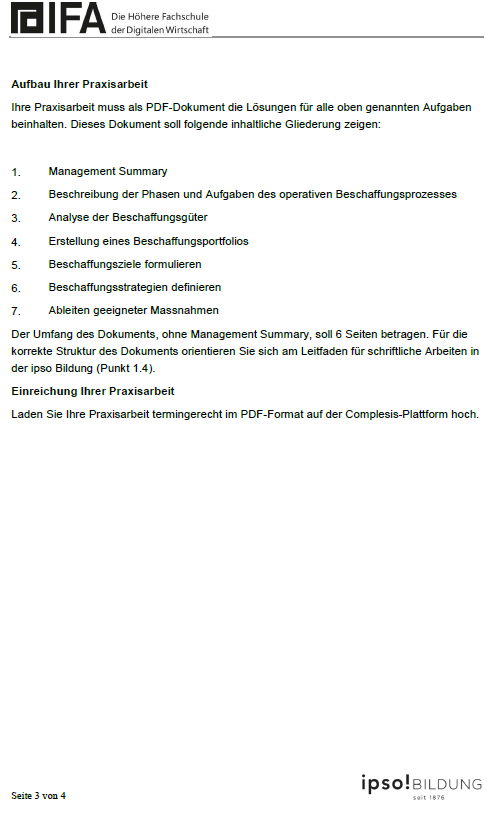 IFA
Die Höhere Fachschule
der Digitalen Wirtschaft
Aufbau Ihrer Praxisarbeit
Ihre Praxisarbeit muss als PDF-Dokument die Lösungen für alle oben genannten Aufgaben
beinhalten. Dieses Dokument soll folgende inhaltliche Gliederung zeigen:
1. Management Summary
2. Beschreibung der Phasen und Aufgaben des operativen Beschaffungsprozesses
3. Analyse der Beschaffungsgüter
4. Erstellung eines Beschaffungsportfolios
5. Beschaffungsziele formulieren
6. Beschaffungsstrategien definieren
7. Ableiten geeigneter Massnahmen
Der Umfang des Dokuments, ohne Management Summary, soll 6 Seiten betragen. Für die
korrekte Struktur des Dokuments orientieren Sie sich am Leitfaden für schriftliche Arbeiten in
der ipso Bildung (Punkt 1.4).
Einreichung Ihrer Praxisarbeit
Laden Sie Ihre Praxisarbeit termingerecht im PDF-Format auf der Complesis-Plattform hoch.
ipso!BILDUNG
seit 1876
Seite 3 von 4